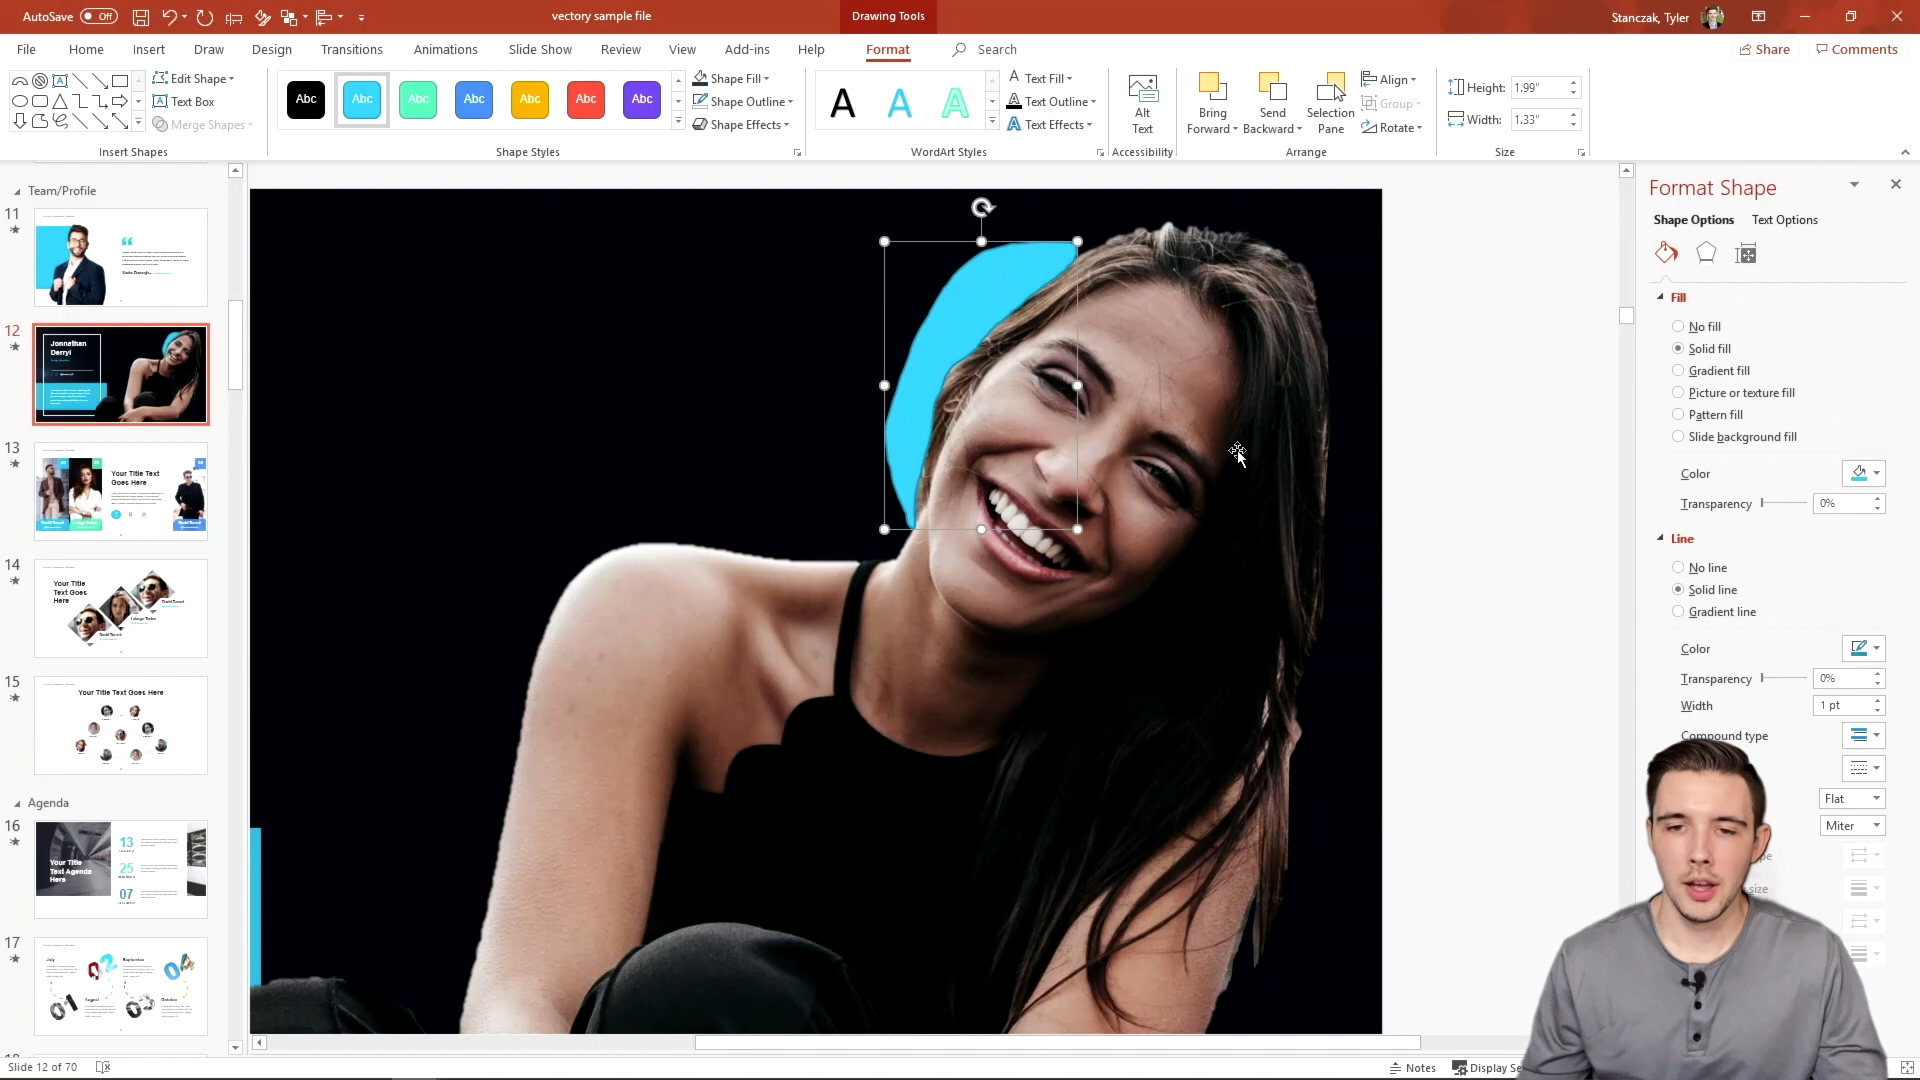 AutoSave Off
vectory sample file
Drawing Tools
Stanczak, Tyler
File Home Insert Draw Design Transitions Animations Slide Show Review View Add-ins Help Format Search
Share Comments
Edit Shape
Text Box
Merge Shapes
Insert Shapes
Abc Abc Abc Abc Abc Abc Abc
Shape Fill
Shape Outline
Shape Effects
Shape Styles
A A A
Text Fill
Text Outline
Text Effects
WordArt Styles
Alt Text
Accessibility
Bring Forward
Send Backward
Selection Pane
Align
Group
Rotate
Arrange
Height: 1.99"
Width: 1.33"
Size
Team/Profile
11
12
Jonnathan
Derryl
13
Your Title Text
Goes Here
14
Your Title
Text Goes
Here
15
Your Title Text Goes Here
Agenda
16
Your Title
Text Agenda
Here
13
25
07
17
Format Shape
Shape Options Text Options
Fill
No fill
Solid fill
Gradient fill
Picture or texture fill
Pattern fill
Slide background fill
Color
Transparency 0%
Line
No line
Solid line
Gradient line
Color
Transparency 0%
Width 1 pt
Compound type
Flat
Miter
size
Slide 12 of 70
Notes
Display Se